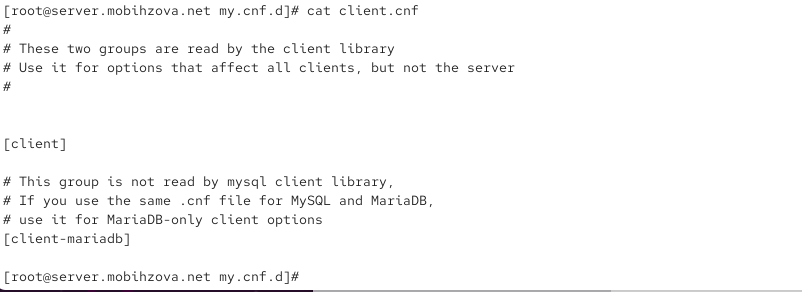 [root@server.mobihzova.net my.cnf.d]# cat client.cnf
#
# These two groups are read by the client library
# Use it for options that affect all clients, but not the server
#
[client]
# This group is not read by mysql client library,
# If you use the same .cnf file for MySQL and MariaDB,
# use it for MariaDB-only client options
[client-mariadb]
[root@server.mobihzova.net my.cnf.d]#